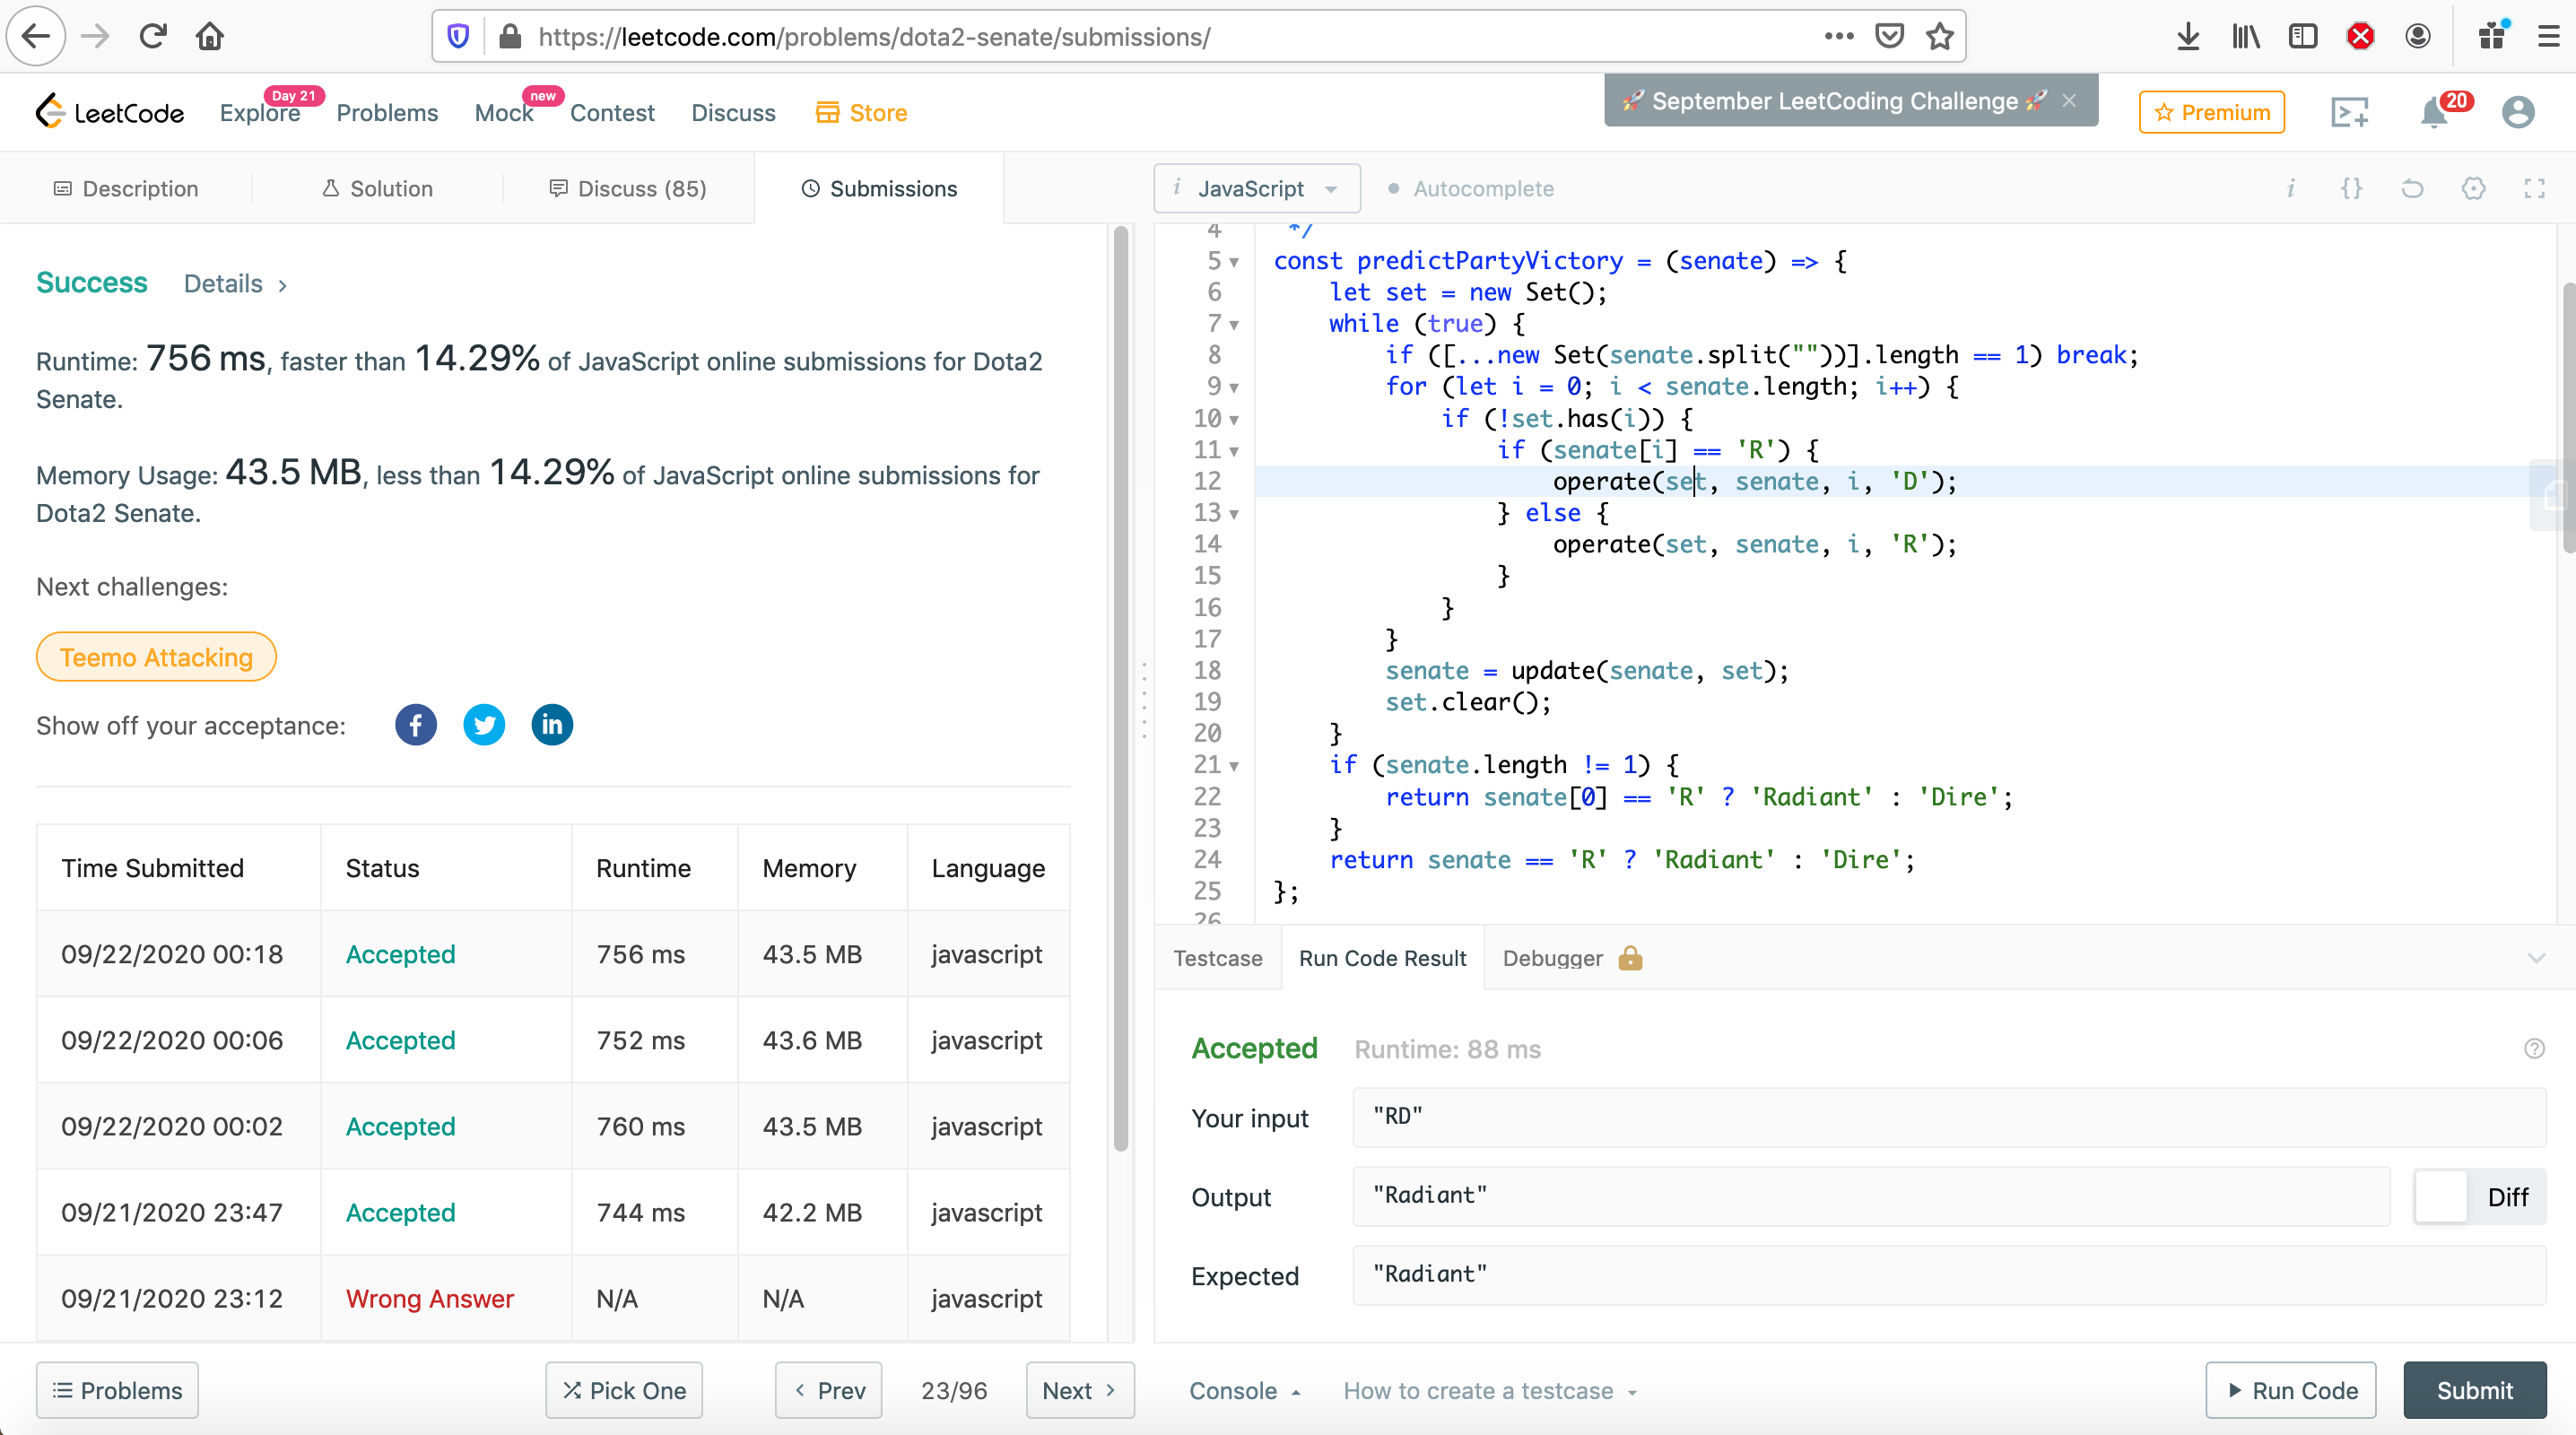 https://leetcode.com/problems/dota2-senate/submissions/
LeetCode
Explore
Day 21
Problems
Mock
new
Contest
Discuss
Store
🚀 September LeetCoding Challenge 🚀 ×
Premium
20
Description
Solution
Discuss (85)
Submissions
i JavaScript
Autocomplete
Success
Details >
Runtime: 756 ms, faster than 14.29% of JavaScript online submissions for Dota2
Senate.
Memory Usage: 43.5 MB, less than 14.29% of JavaScript online submissions for
Dota2 Senate.
Next challenges:
Teemo Attacking
Show off your acceptance:
Time Submitted Status Runtime Memory Language
09/22/2020 00:18 Accepted 756 ms 43.5 MB javascript
09/22/2020 00:06 Accepted 752 ms 43.6 MB javascript
09/22/2020 00:02 Accepted 760 ms 43.5 MB javascript
09/21/2020 23:47 Accepted 744 ms 42.2 MB javascript
09/21/2020 23:12 Wrong Answer N/A N/A javascript
Problems
Pick One
< Prev
23/96
Next >
4 */
5 const predictPartyVictory = (senate) => {
6 let set = new Set();
7 while (true) {
8 if ([...new Set(senate.split(""))].length == 1) break;
9 for (let i = 0; i < senate.length; i++) {
10 if (!set.has(i)) {
11 if (senate[i] == 'R') {
12 operate(set, senate, i, 'D');
13 } else {
14 operate(set, senate, i, 'R');
15 }
16 }
17 }
18 senate = update(senate, set);
19 set.clear();
20 }
21 if (senate.length != 1) {
22 return senate[0] == 'R' ? 'Radiant' : 'Dire';
23 }
24 return senate == 'R' ? 'Radiant' : 'Dire';
25 };
26
Testcase
Run Code Result
Debugger
Accepted
Runtime: 88 ms
Your input
"RD"
Output
"Radiant"
Diff
Expected
"Radiant"
Console
How to create a testcase
Run Code
Submit